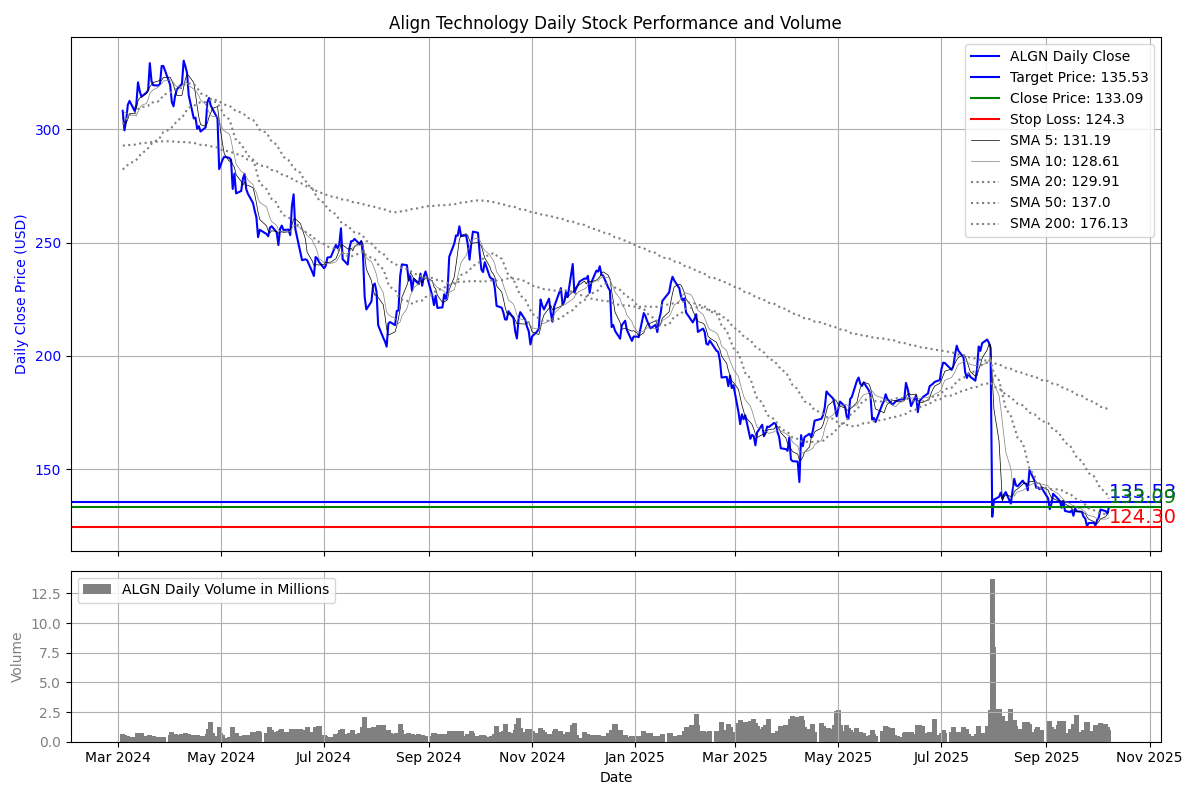 Align Technology Daily Stock Performance and Volume
Daily Close Price (USD)
300
250
200
150
ALGN Daily Close
Target Price: 135.53
Close Price: 133.09
Stop Loss: 124.3
SMA 5: 131.19
SMA 10: 128.61
SMA 20: 129.91
SMA 50: 137.0
SMA 200: 176.13
135.53
133.09
124.30
Volume
12.5
10.0
7.5
5.0
2.5
0.0
ALGN Daily Volume in Millions
Mar 2024 May 2024 Jul 2024 Sep 2024 Nov 2024 Jan 2025 Mar 2025 May 2025 Jul 2025 Sep 2025 Nov 2025
Date